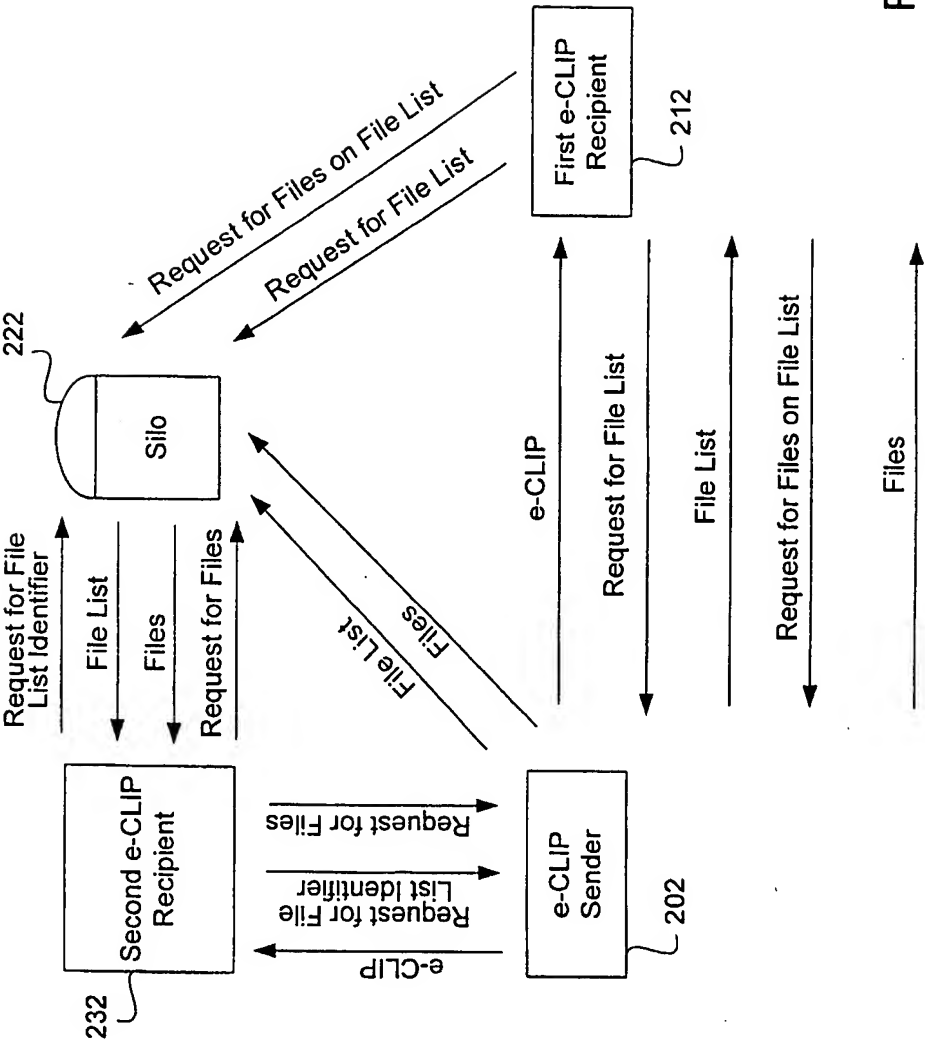 222
Silo
Request for Files on File List
Request for File List
First e-CLIP
Recipient
212
Request for File
List Identifier
File List
Files
Request for Files
Second e-CLIP
Recipient
232
Request for Files
Request for File
List Identifier
e-CLIP
File List
Files
e-CLIP
Sender
202
e-CLIP
Request for File List
File List
Request for Files on File List
Files